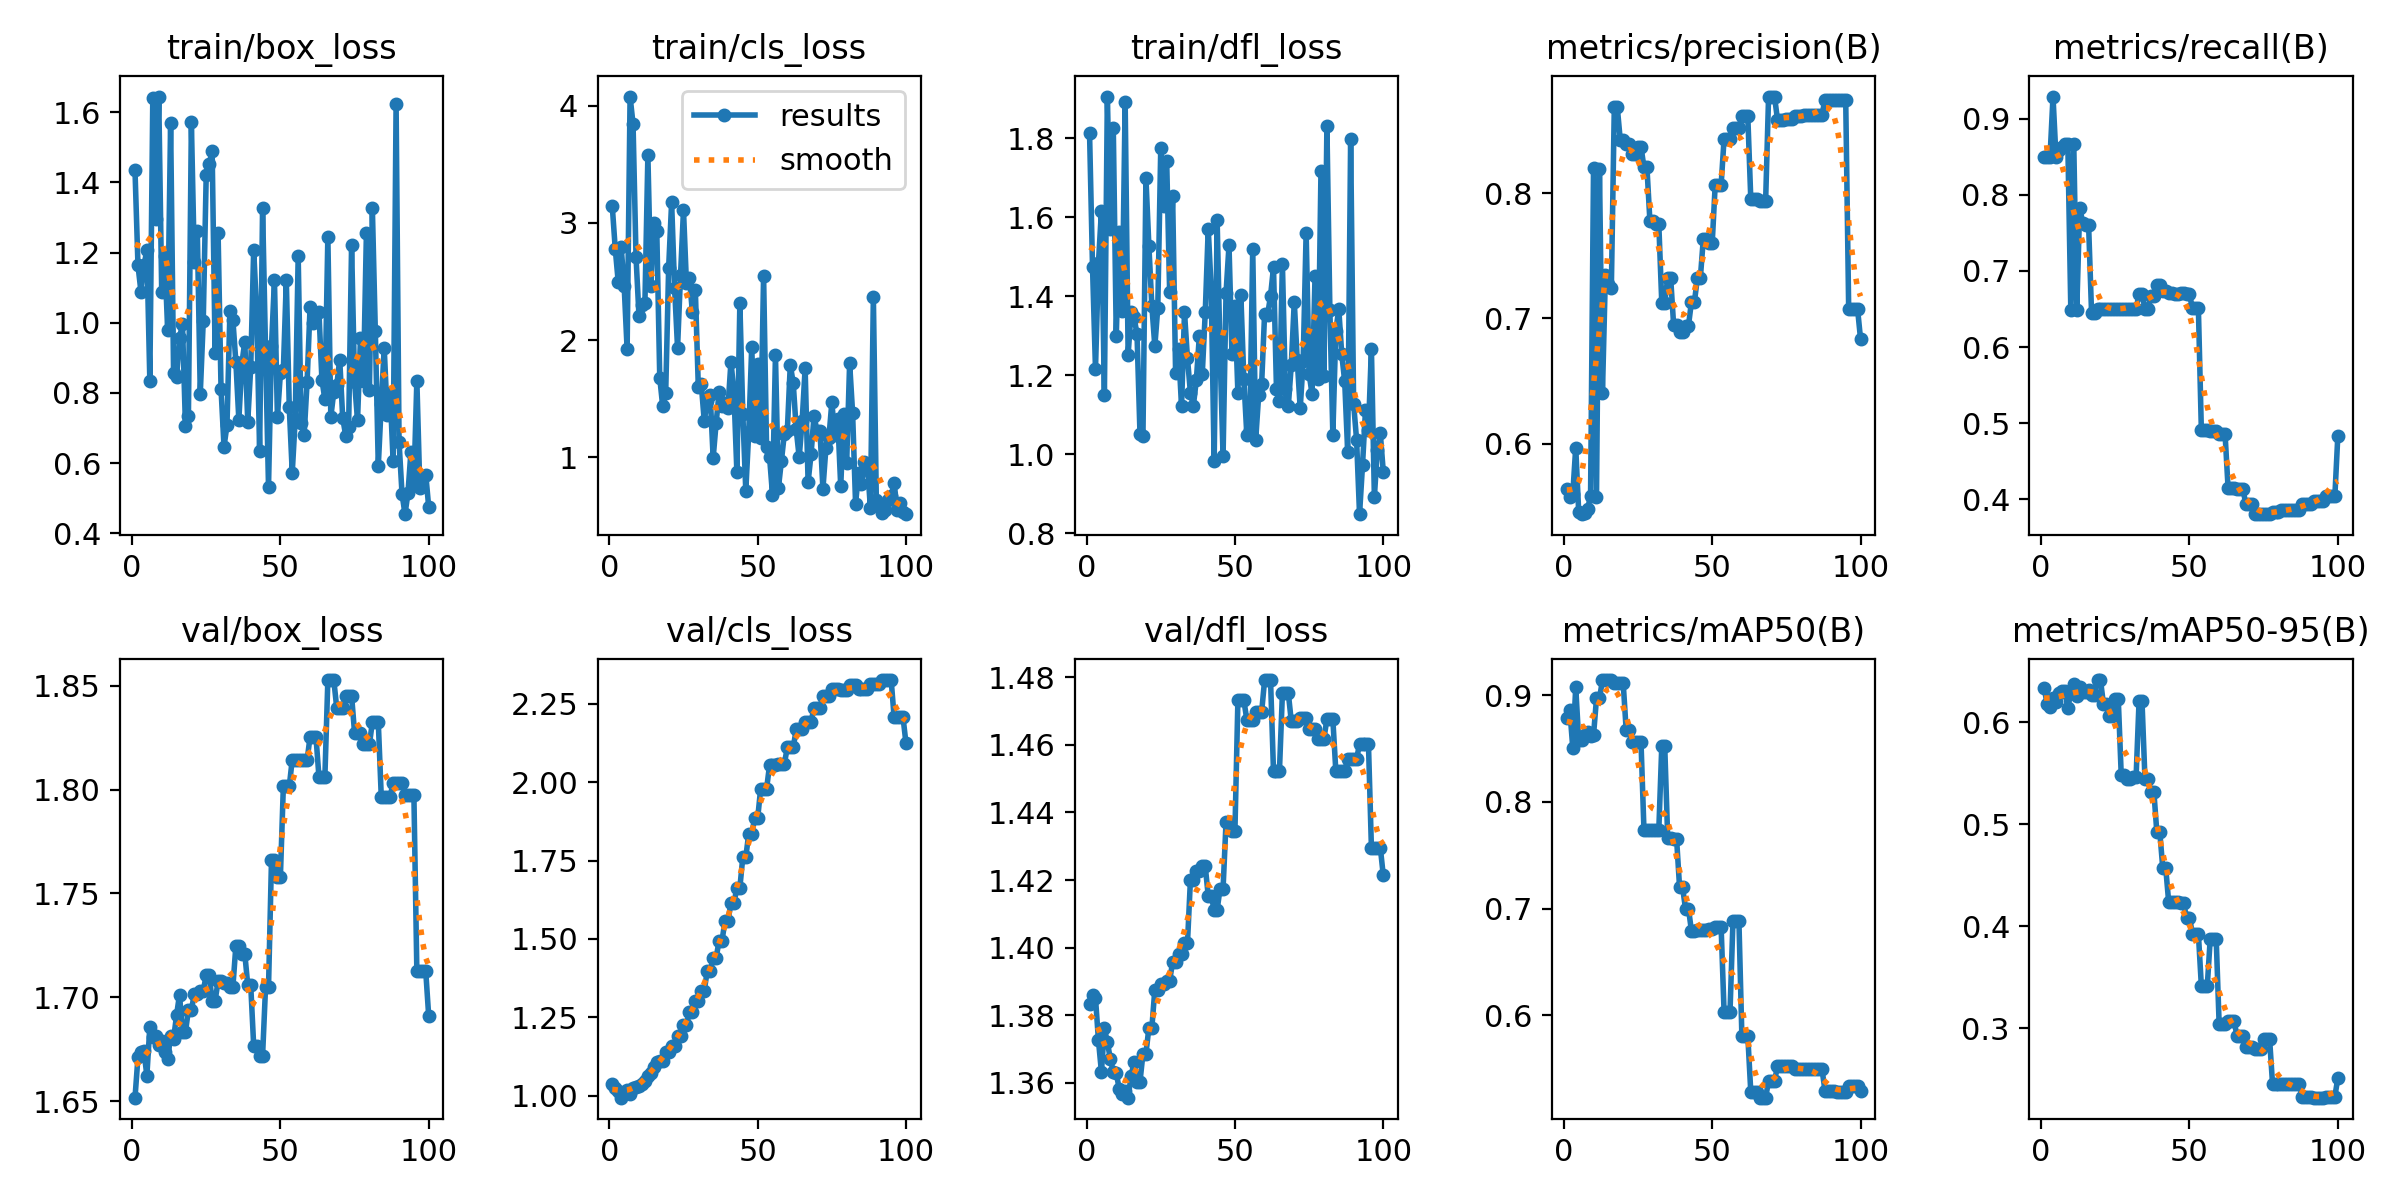 train/box_loss
1.6
1.4
1.2
1.0
0.8
0.6
0.4
0 50 100
train/cls_loss
results
smooth
4
3
2
1
0 50 100
train/dfl_loss
1.8
1.6
1.4
1.2
1.0
0.8
0 50 100
metrics/precision(B)
0.8
0.7
0.6
0 50 100
metrics/recall(B)
0.9
0.8
0.7
0.6
0.5
0.4
0 50 100
val/box_loss
1.85
1.80
1.75
1.70
1.65
0 50 100
val/cls_loss
2.25
2.00
1.75
1.50
1.25
1.00
0 50 100
val/dfl_loss
1.48
1.46
1.44
1.42
1.40
1.38
1.36
0 50 100
metrics/mAP50(B)
0.9
0.8
0.7
0.6
0 50 100
metrics/mAP50-95(B)
0.6
0.5
0.4
0.3
0 50 100